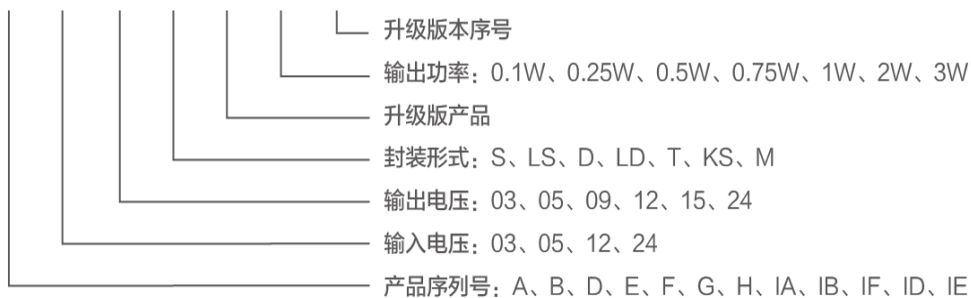 升级版本序号
输出功率：0.1W、0.25W、0.5W、0.75W、1W、2W、3W
升级版产品
封装形式：S、LS、D、LD、T、KS、M
输出电压：03、05、09、12、15、24
输入电压：03、05、12、24
产品序列号：A、B、D、E、F、G、H、IA、IB、IF、ID、IE